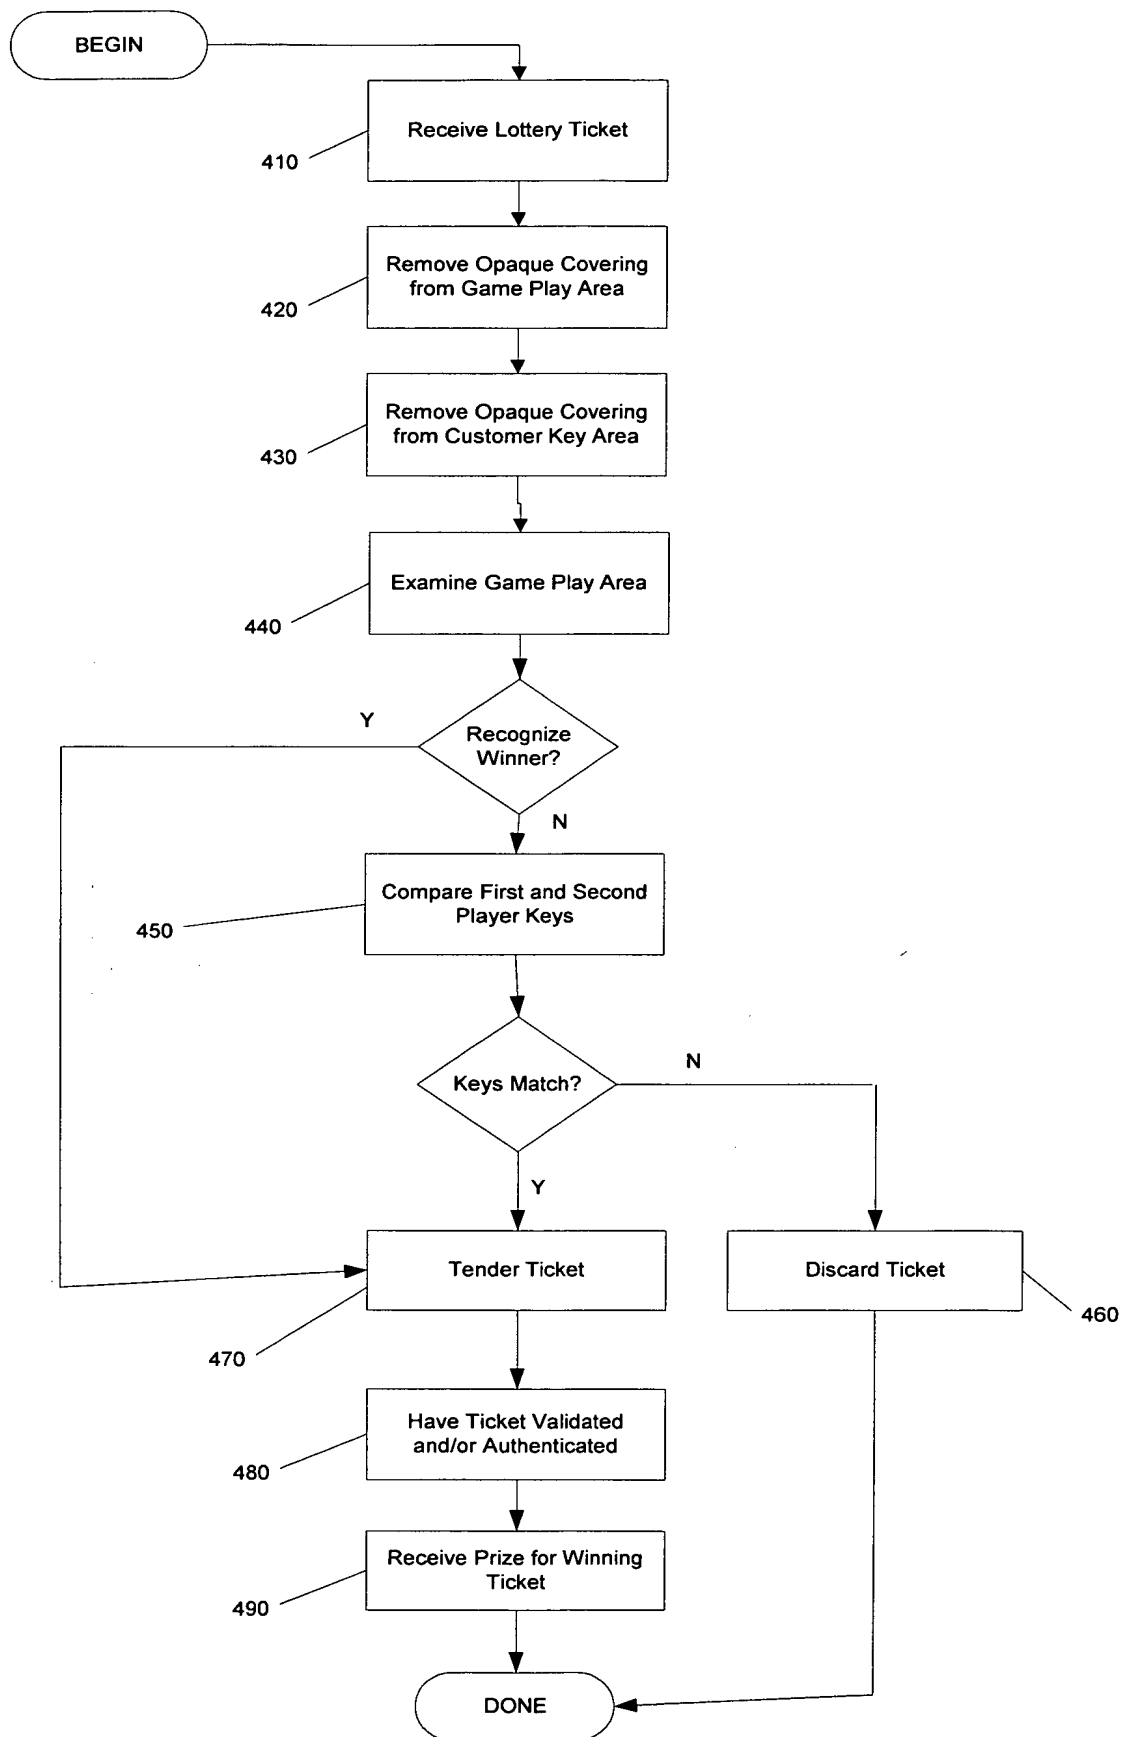 BEGIN
Receive Lottery Ticket
410
Remove Opaque Covering
from Game Play Area
420
Remove Opaque Covering
from Customer Key Area
430
Examine Game Play Area
440
Y
Recognize
Winner?
N
Compare First and Second
Player Keys
450
N
Keys Match?
Y
Tender Ticket
Discard Ticket
460
470
Have Ticket Validated
and/or Authenticated
480
Receive Prize for Winning
Ticket
490
DONE